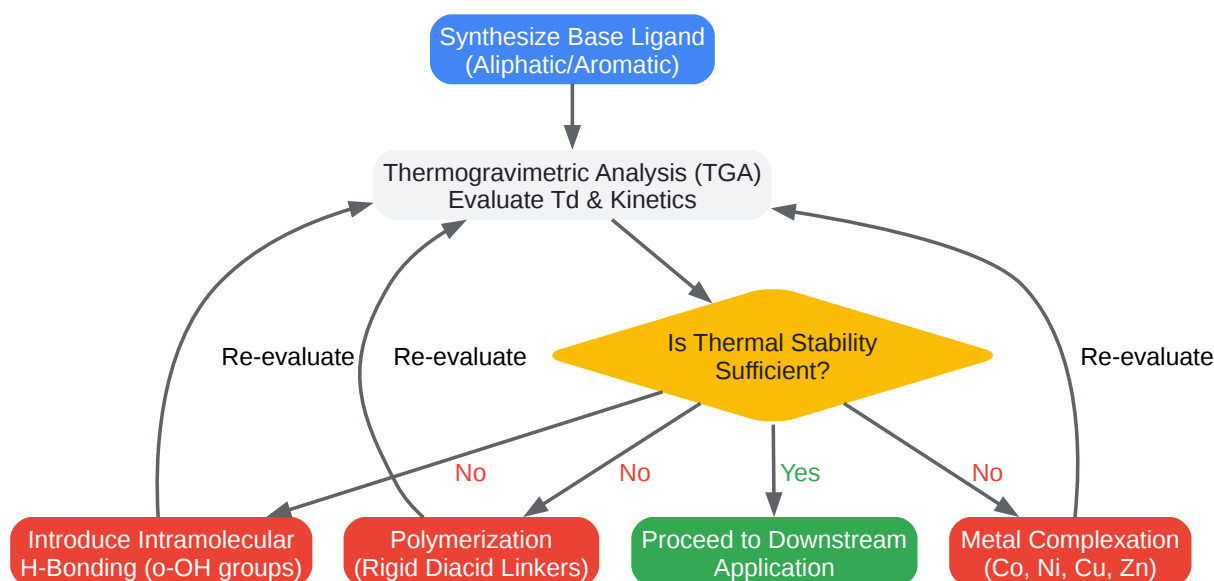 Synthesize Base Ligand
(Aliphatic/Aromatic)
Thermogravimetric Analysis (TGA)
Evaluate Td & Kinetics
Is Thermal Stability
Sufficient?
Re-evaluate
Re-evaluate
Re-evaluate
No
No
Yes
No
Introduce Intramolecular
H-Bonding (o-OH groups)
Polymerization
(Rigid Diacid Linkers)
Proceed to Downstream
Application
Metal Complexation
(Co, Ni, Cu, Zn)